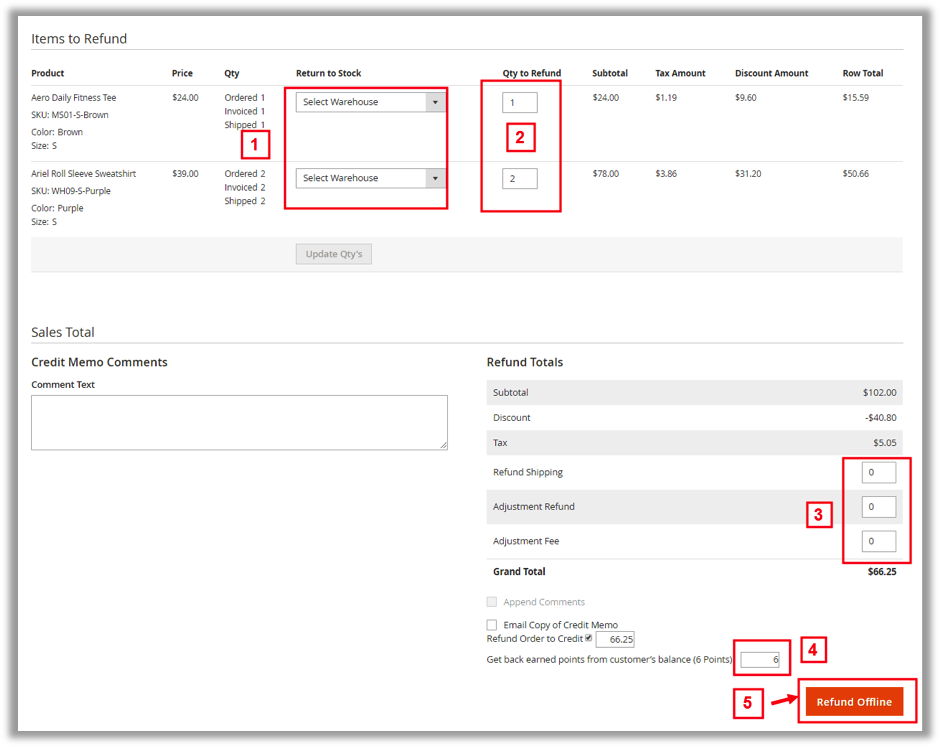 Items to Refund
Product Price Qty Return to Stock Qty to Refund Subtotal Tax Amount Discount Amount Row Total
Aero Daily Fitness Tee $24.00 Ordered 1 Select Warehouse 1 $24.00 $1.19 $9.60 $15.59
SKU: MS01-S-Brown Invoiced 1
Color: Brown Shipped 1
Size: S
1
2
Ariel Roll Sleeve Sweatshirt $39.00 Ordered 2 Select Warehouse 2 $78.00 $3.86 $31.20 $50.66
SKU: WH09-S-Purple Invoiced 2
Color: Purple Shipped 2
Size: S
Update Qty's
Sales Total
Credit Memo Comments
Comment Text
Refund Totals
Subtotal $102.00
Discount -$40.80
Tax $5.05
Refund Shipping 0
Adjustment Refund 3 0
Adjustment Fee 0
Grand Total $66.25
Append Comments
Email Copy of Credit Memo
Refund Order to Credit 66.25
Get back earned points from customer's balance (6 Points) 6 4
5 Refund Offline